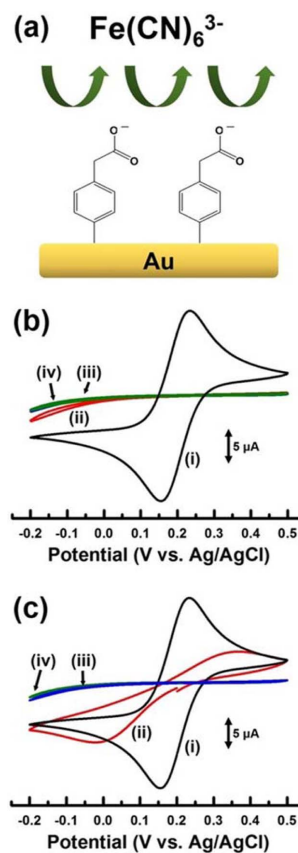 (a) Fe(CN)₆³⁻
O⁻ O⁻
O O
Au
(b)
(iv) (iii)
(ii)
(i)
5 µA
-0.2 -0.1 0.0 0.1 0.2 0.3 0.4 0.5
Potential (V vs. Ag/AgCl)
(c)
(iv) (iii)
(ii)
(i)
5 µA
-0.2 -0.1 0.0 0.1 0.2 0.3 0.4 0.5
Potential (V vs. Ag/AgCl)